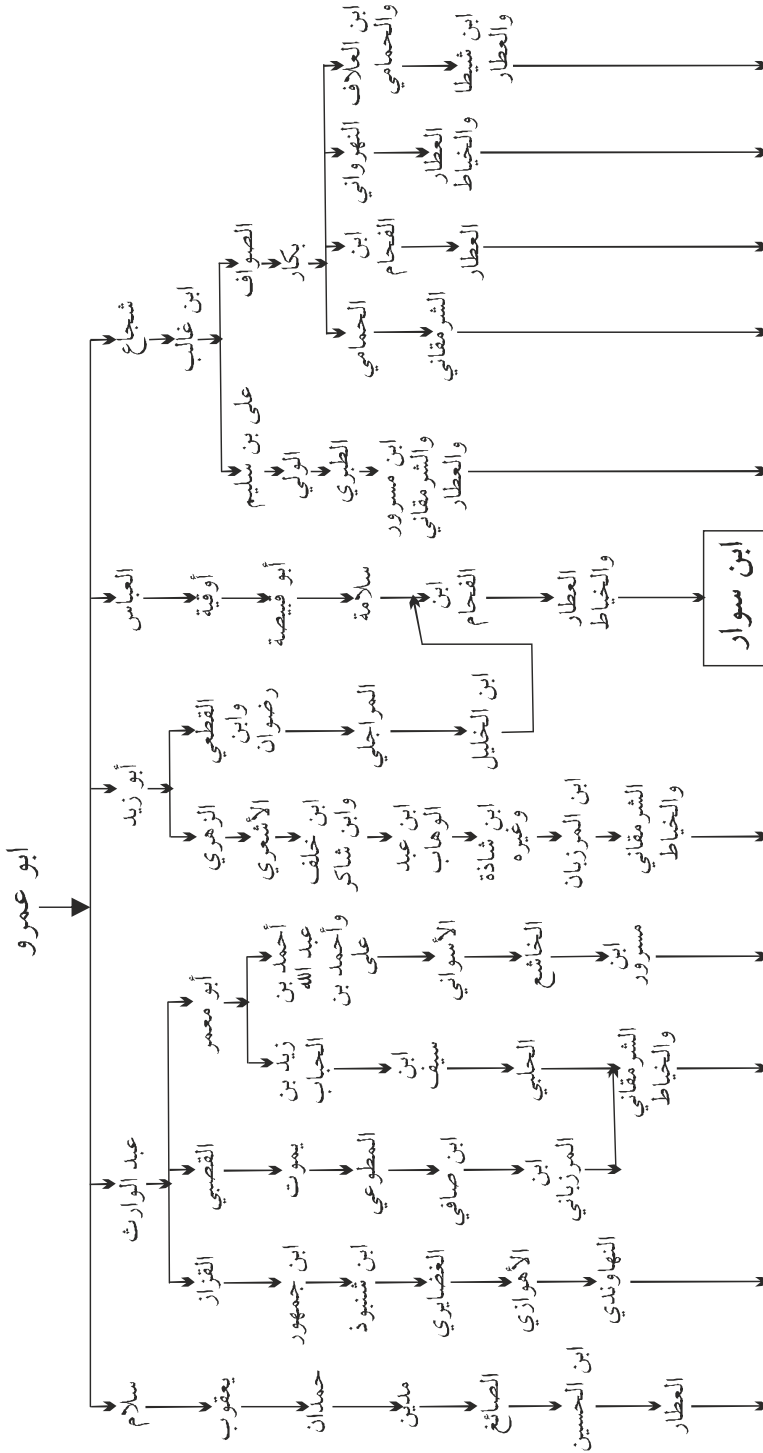 ابو عمرو
شجاع
ابن غالب
الصواف
بكار
ابن العلاف
والحمامي
ابن شيطا
والعطار
النهرواني
العطار
والخياط
ابن
الفحام
العطار
الحمامي
الشرمقاني
على بن سليم
الولي
الطبري
ابن مسرور
والشرمقاني
والعطار
العباس
أوقية
أبو قبيصة
سلامة
ابن
الفحام
العطار
والخياط
ابن سوار
أبو زيد
القطعي
وابن
رضوان
المراجلي
ابن الخليل
الزهري
الأشعري
ابن خلف
وابن شاكر
ابن عبد
الوهاب
ابن شاذة
وغيره
ابن المرزبان
الشرمقاني
والخياط
عبد الوارث
أبو معمر
أحمد بن
عبد الله
وأحمد بن
على
الأسواني
الخاشع
ابن
مسرور
زيد بن
الحباب
ابن
سيف
الحلبي
الشرمقاني
والخياط
القصبي
يموت
المطوعي
ابن صافي
ابن
المرزباني
القزاز
ابن جمهور
ابن شنبوذ
الغضايري
الأهوازي
النهاوندي
سلام
يعقوب
حمدان
مدين
الصائغ
ابن الحسين
العطار